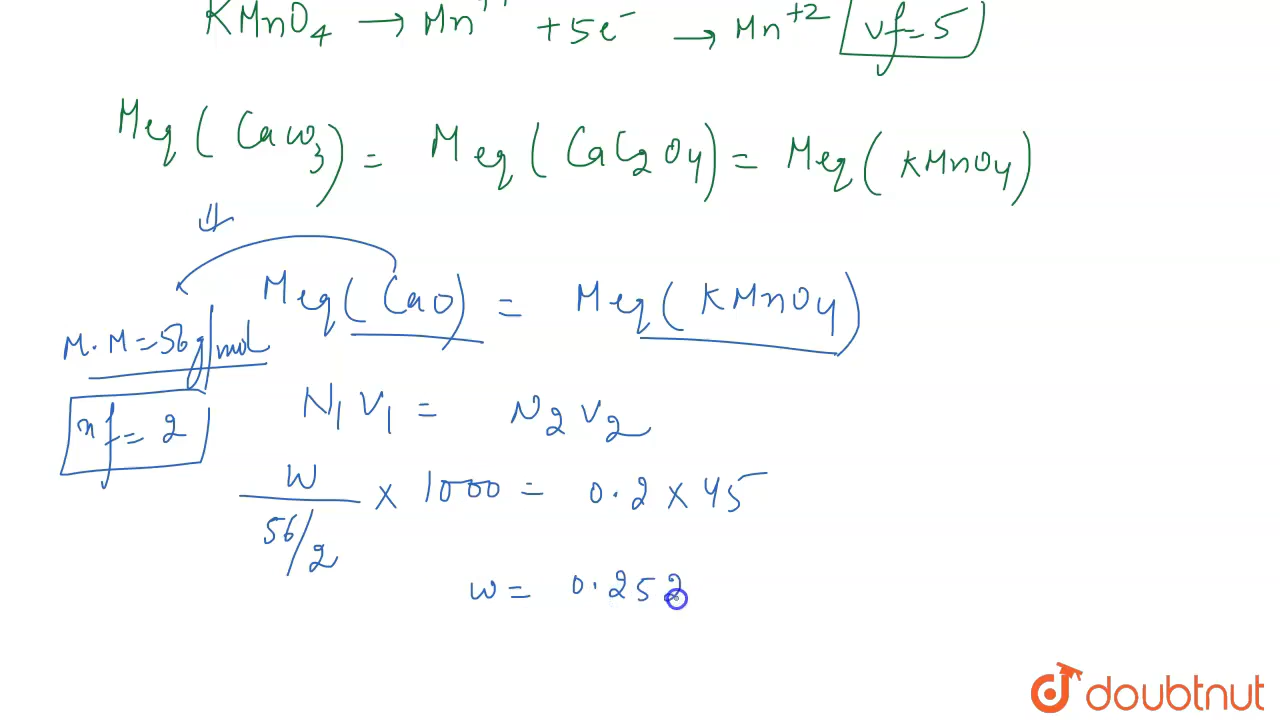 KMnO4 → Mn++ +5e- → Mn+2 vf=5
Meq(CaCO3) = Meq(CaC2O4) = Meq(KMnO4)
Meq(CaO) = Meq(KMnO4)
M.M=56g/mol
N1V1 = N2V2
nf=2
w/56/2 × 1000 = 0.2 × 45
w = 0.252
doubtnut